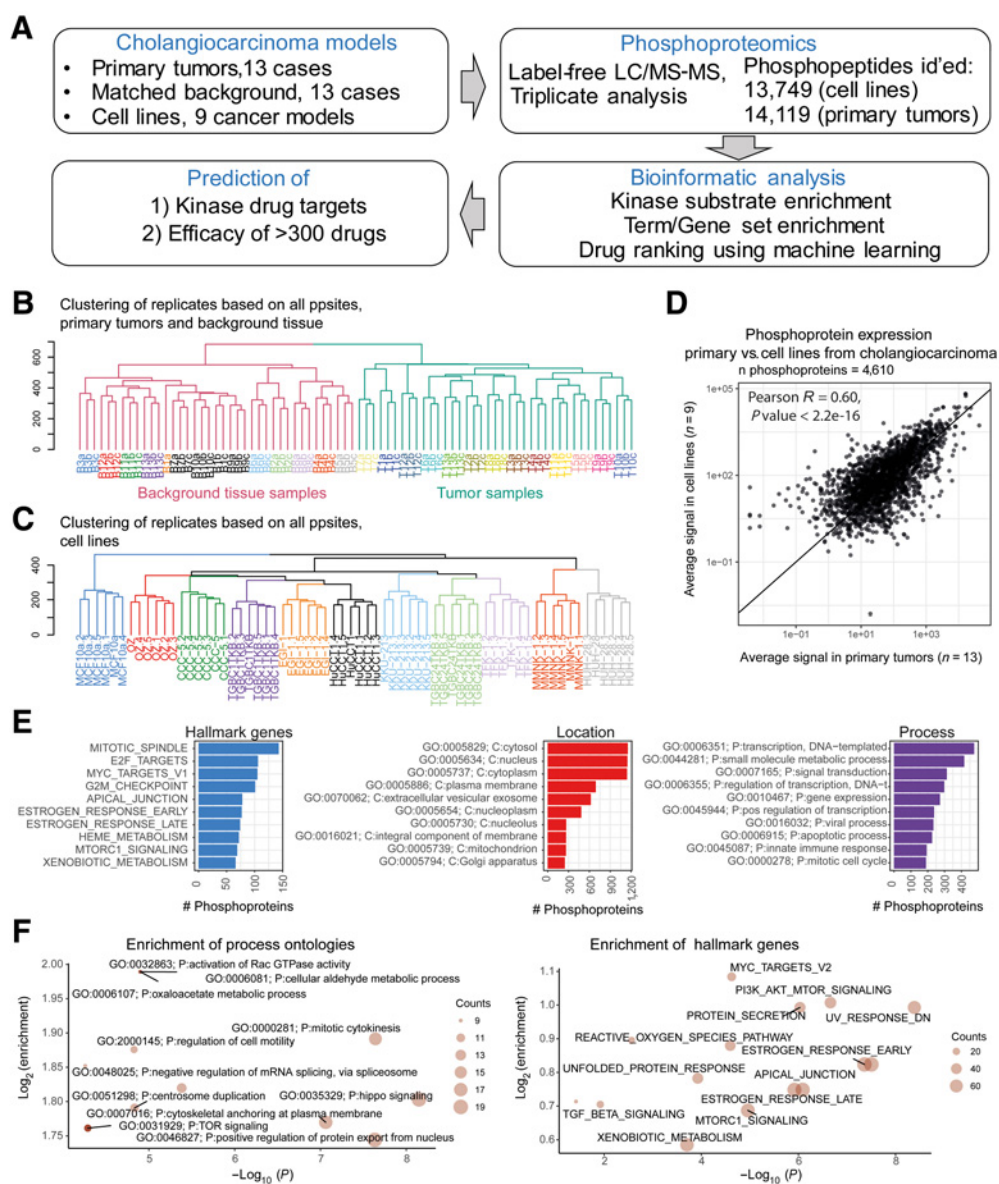 A
Cholangiocarcinoma models
• Primary tumors,13 cases
• Matched background, 13 cases
• Cell lines, 9 cancer models
Phosphoproteomics
Label-free LC/MS-MS,
Triplicate analysis
Phosphopeptides id'ed:
13,749 (cell lines)
14,119 (primary tumors)
Prediction of
1) Kinase drug targets
2) Efficacy of >300 drugs
Bioinformatic analysis
Kinase substrate enrichment
Term/Gene set enrichment
Drug ranking using machine learning
B
Clustering of replicates based on all ppsites,
primary tumors and background tissue
600
400
200
0
Background tissue samples
Tumor samples
C
Clustering of replicates based on all ppsites,
cell lines
400
200
0
D
Phosphoprotein expression
primary vs. cell lines from cholangiocarcinoma
n phosphoproteins = 4,610
Pearson R = 0.60,
P value < 2.2e-16
Average signal in cell lines (n = 9)
1e+05
1e+02
1e−01
1e−01
1e+01
1e+03
Average signal in primary tumors (n = 13)
E
Hallmark genes
MITOTIC_SPINDLE
E2F_TARGETS
MYC_TARGETS_V1
G2M_CHECKPOINT
APICAL_JUNCTION
ESTROGEN_RESPONSE_EARLY
ESTROGEN_RESPONSE_LATE
HEME_METABOLISM
MTORC1_SIGNALING
XENOBIOTIC_METABOLISM
0
50
100
150
# Phosphoproteins
Location
GO:0005829; C:cytosol
GO:0005634; C:nucleus
GO:0005737; C:cytoplasm
GO:0005886; C:plasma membrane
GO:0070062; C:extracellular vesicular exosome
GO:0005654; C:nucleoplasm
GO:0005730; C:nucleolus
GO:0016021; C:integral component of membrane
GO:0005739; C:mitochondrion
GO:0005794; C:Golgi apparatus
0
300
600
900
1,200
# Phosphoproteins
Process
GO:0006351; P:transcription, DNA-templated
GO:0044281; P:small molecule metabolic process
GO:0007165; P:signal transduction
GO:0006355; P:regulation of transcription, DNA-t
GO:0010467; P:gene expression
GO:0045944; P:pos regulation of transcription
GO:0016032; P:viral process
GO:0006915; P:apoptotic process
GO:0045087; P:innate immune response
GO:0000278; P:mitotic cell cycle
0
100
200
300
400
# Phosphoproteins
F
Enrichment of process ontologies
Log2 (enrichment)
2.00
1.95
1.90
1.85
1.80
1.75
GO:0032863; P:activation of Rac GTPase activity
GO:0006081; P:cellular aldehyde metabolic process
GO:0006107; P:oxaloacetate metabolic process
GO:0000281; P:mitotic cytokinesis
GO:2000145; P:regulation of cell motility
GO:0048025; P:negative regulation of mRNA splicing, via spliceosome
GO:0051298; P:centrosome duplication
GO:0035329; P:hippo signaling
GO:0007016; P:cytoskeletal anchoring at plasma membrane
GO:0031929; P:TOR signaling
GO:0046827; P:positive regulation of protein export from nucleus
5
6
7
8
−Log10 (P)
Counts
9
11
13
15
17
19
Enrichment of hallmark genes
Log2 (enrichment)
1.1
1.0
0.9
0.8
0.7
0.6
MYC_TARGETS_V2
PI3K_AKT_MTOR_SIGNALING
PROTEIN_SECRETION
UV_RESPONSE_DN
REACTIVE_OXYGEN_SPECIES_PATHWAY
ESTROGEN_RESPONSE_EARLY
UNFOLDED_PROTEIN_RESPONSE
APICAL_JUNCTION
ESTROGEN_RESPONSE_LATE
TGF_BETA_SIGNALING
MTORC1_SIGNALING
XENOBIOTIC_METABOLISM
2
4
6
8
−Log10 (P)
Counts
20
40
60